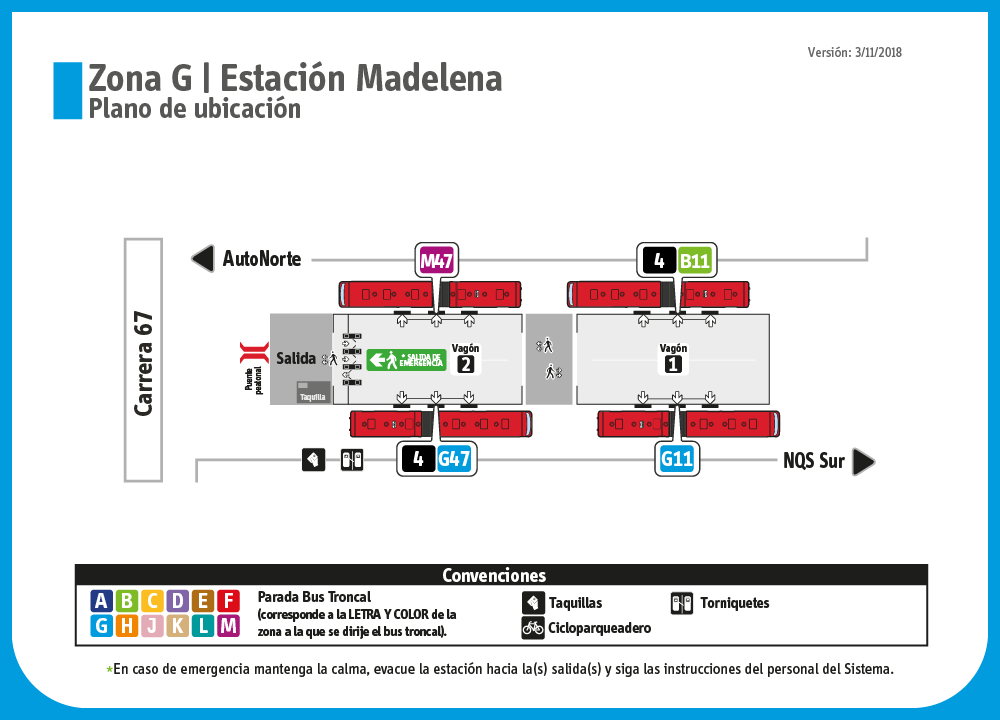 Versión: 3/11/2018
Zona G | Estación Madelena
Plano de ubicación
AutoNorte
M47
4 B11
Carrera 67
Puente peatonal
Salida
Taquilla
* SALIDA DE
EMERGENCIA
Vagón
2
Vagón
1
4 G47
G11
NQS Sur
Convenciones
A B C D E F
G H J K L M
Parada Bus Troncal
(corresponde a la LETRA Y COLOR de la
zona a la que se dirije el bus troncal).
Taquillas
Cicloparqueadero
Torniquetes
*En caso de emergencia mantenga la calma, evacue la estación hacia la(s) salida(s) y siga las instrucciones del personal del Sistema.